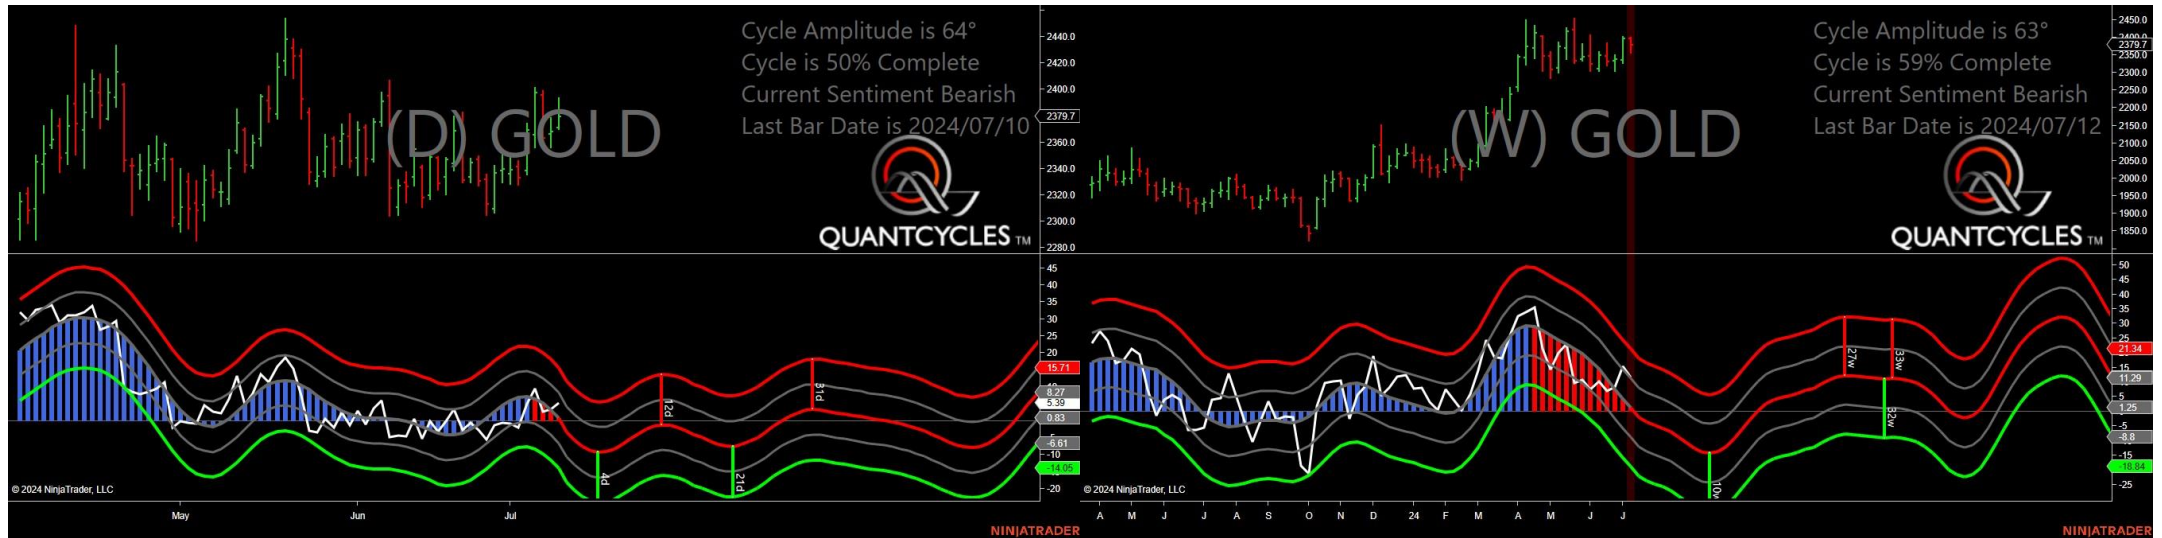 Cycle Amplitude is 64°
Cycle is 50% Complete
Current Sentiment Bearish
Last Bar Date is 2024/07/10
(D) GOLD
QUANTCYCLES TM
2440.0
2420.0
2400.0
2379.7
2360.0
2340.0
2320.0
2300.0
2280.0
45
40
35
30
25
20
15.71
8.27
5.39
0.83
-6.61
-10
-14.05
-20
12d
31d
4d
21d
© 2024 NinjaTrader, LLC
May
Jun
Jul
NINJATRADER
Cycle Amplitude is 63°
Cycle is 59% Complete
Current Sentiment Bearish
Last Bar Date is 2024/07/12
(W) GOLD
QUANTCYCLES TM
2450.0
2379.7
2350.0
2300.0
2250.0
2200.0
2150.0
2100.0
2050.0
2000.0
1950.0
1900.0
1850.0
50
45
40
35
30
25
21.34
15
11.29
5
1.25
-5
-8.8
-15
-18.84
-25
27w
33w
32w
© 2024 NinjaTrader, LLC
A M J J A S O N D 24 F M A M J J
NINJATRADER